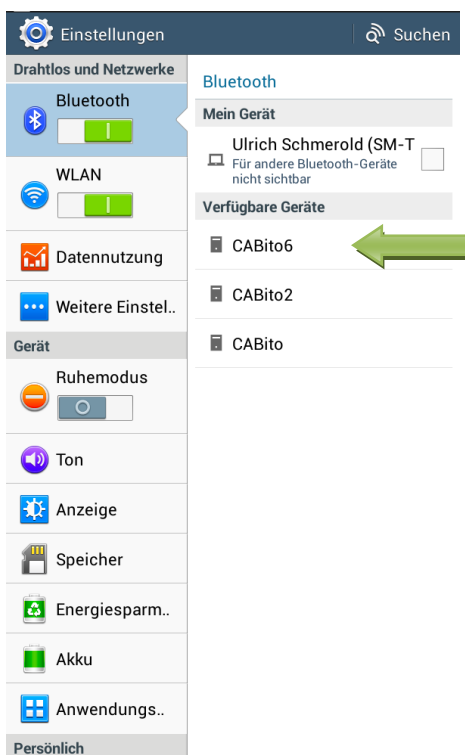 Einstellungen
Suchen
Drahtlos und Netzwerke
Bluetooth
WLAN
Datennutzung
Weitere Einstel..
Gerät
Ruhemodus
Ton
Anzeige
Speicher
Energiesparm..
Akku
Anwendungs..
Persönlich
Bluetooth
Mein Gerät
Ulrich Schmerold (SM-T
Für andere Bluetooth-Geräte
nicht sichtbar
Verfügbare Geräte
CABito6
CABito2
CABito